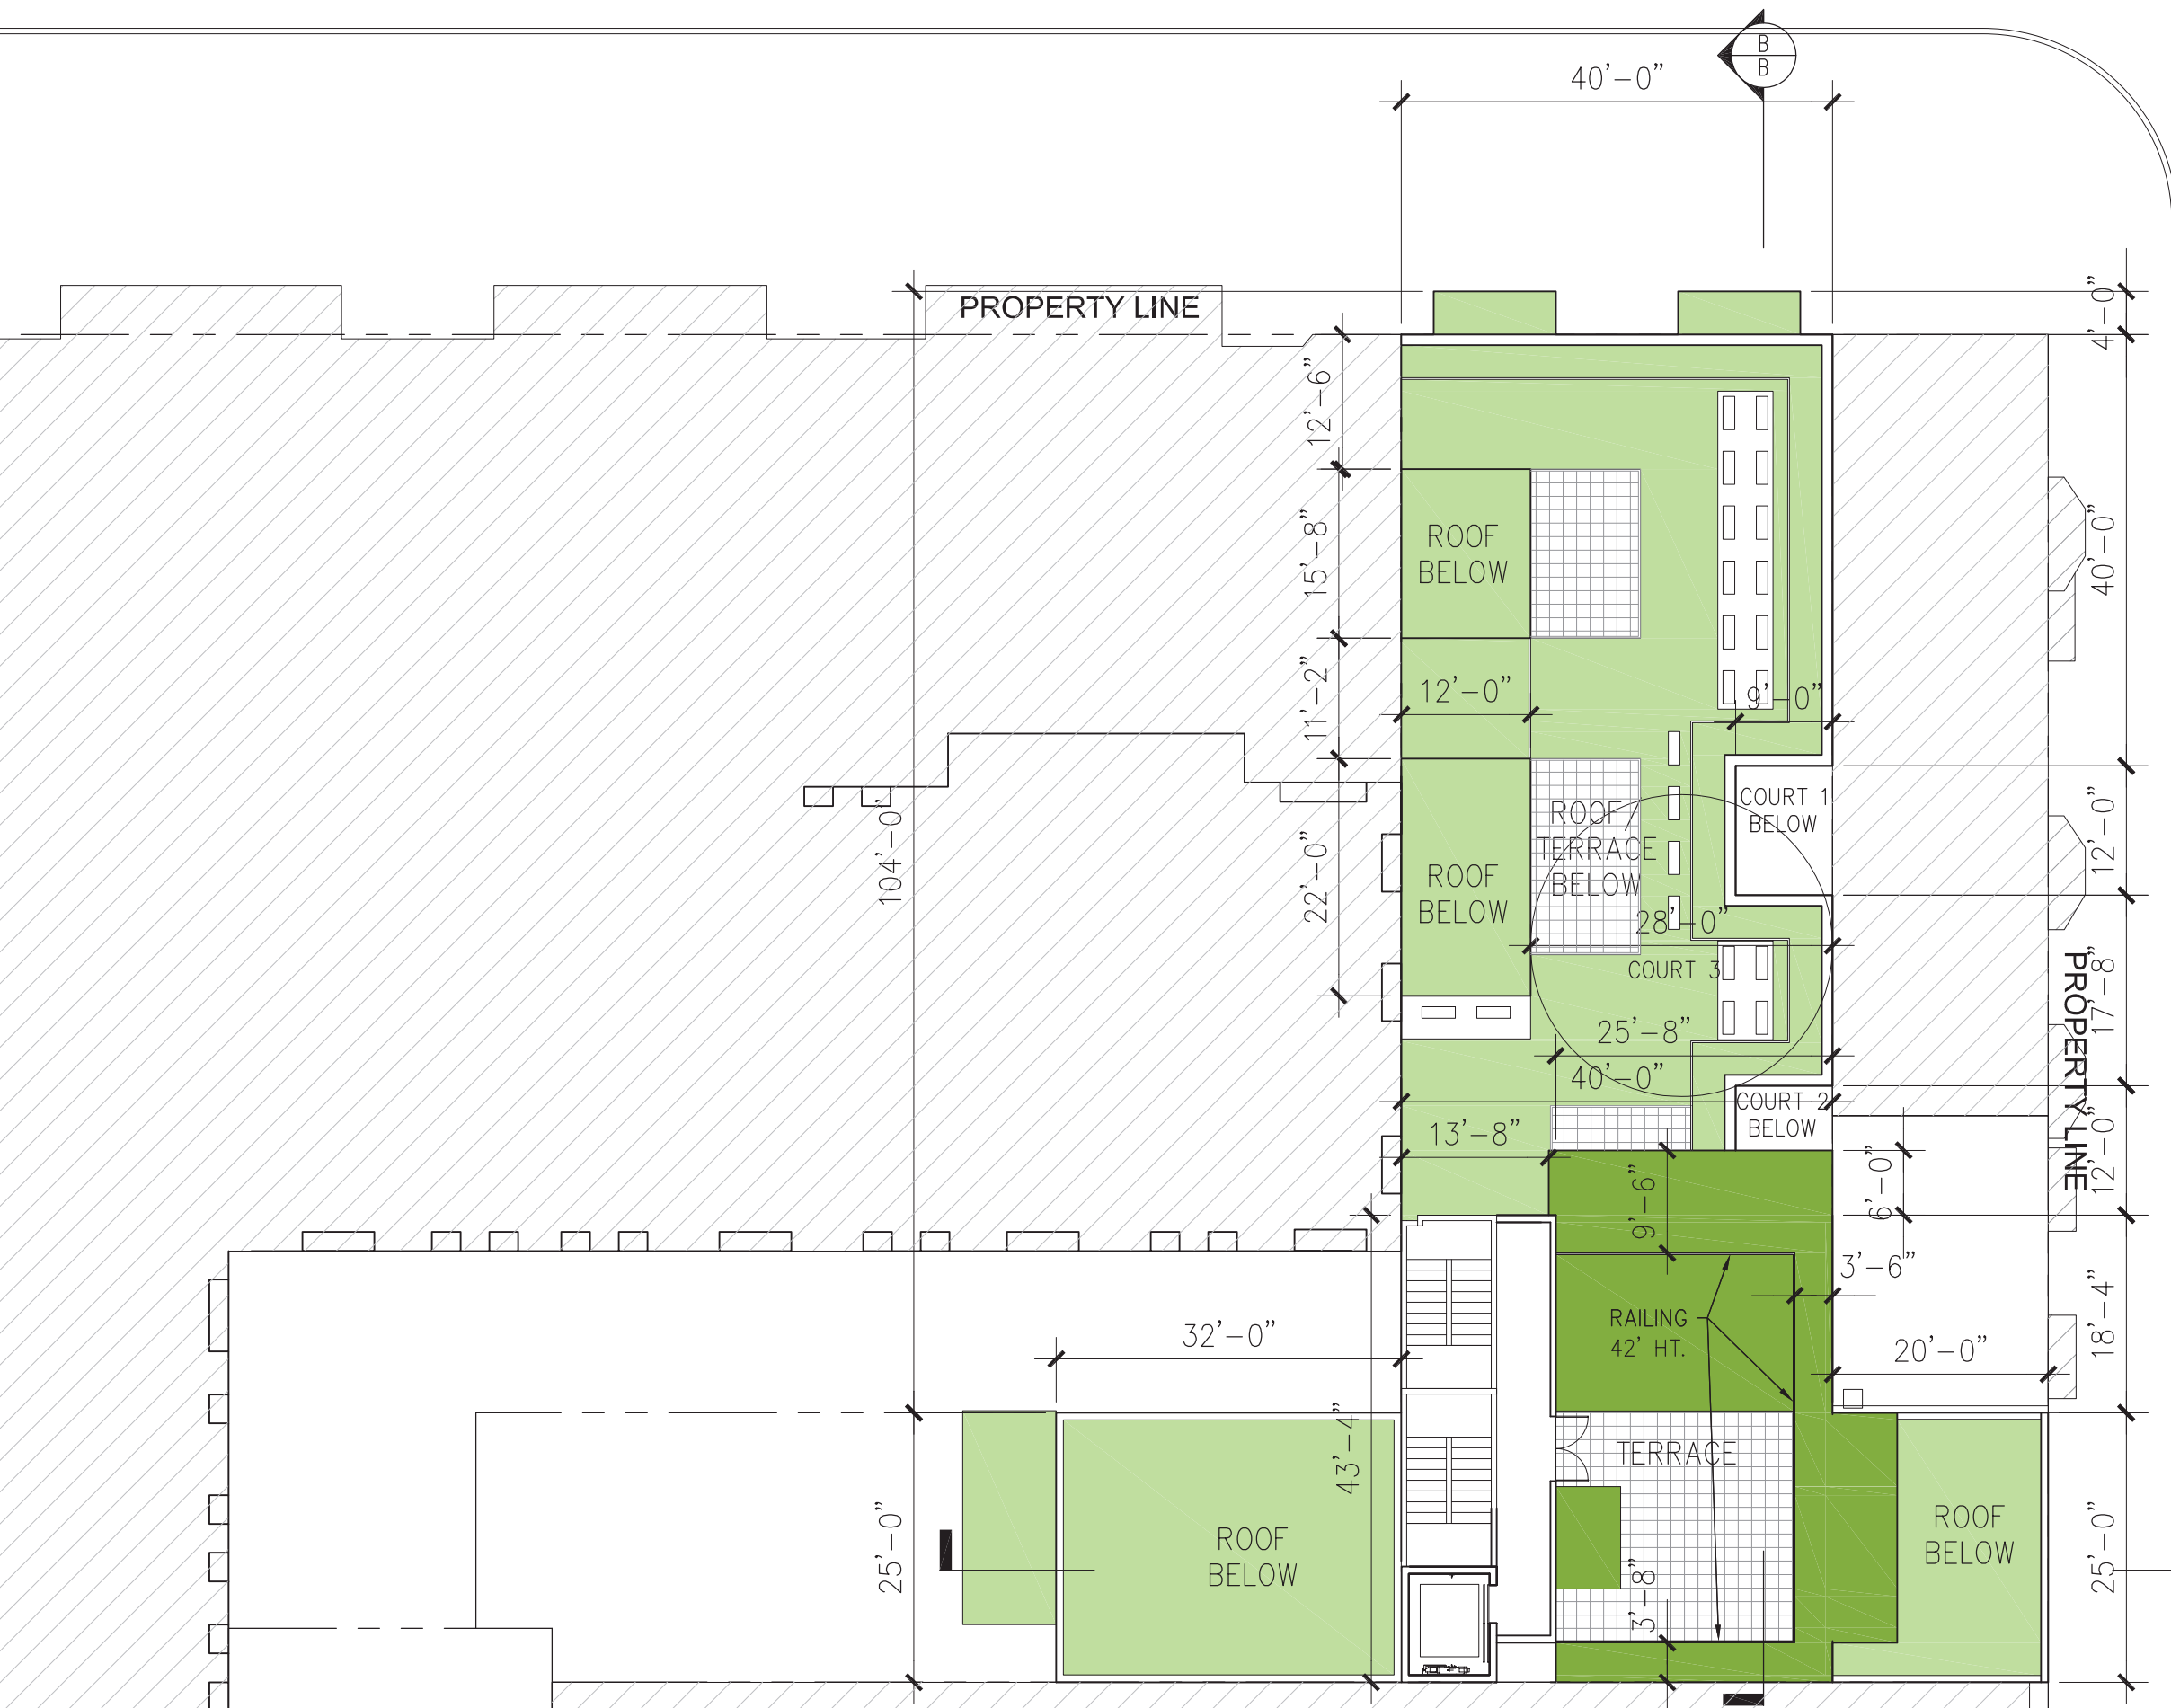 B
B
40'-0"
PROPERTY LINE
4'-0"
12'-6"
15'-8"
ROOF
BELOW
40'-0"
11'-2"
12'-0"
9'-0"
104'-0"
22'-0"
ROOF
BELOW
ROOF/
TERRACE
BELOW
COURT 1
BELOW
12'-0"
28'-0"
COURT 3
17'-8"
PROPERTY LINE
25'-8"
40'-0"
COURT 2
BELOW
13'-8"
12'-0"
9'-6"
6'-0"
3'-6"
RAILING
42' HT.
18'-4"
32'-0"
20'-0"
43'-4"
TERRACE
25'-0"
ROOF
BELOW
3'-8"
ROOF
BELOW
25'-0"